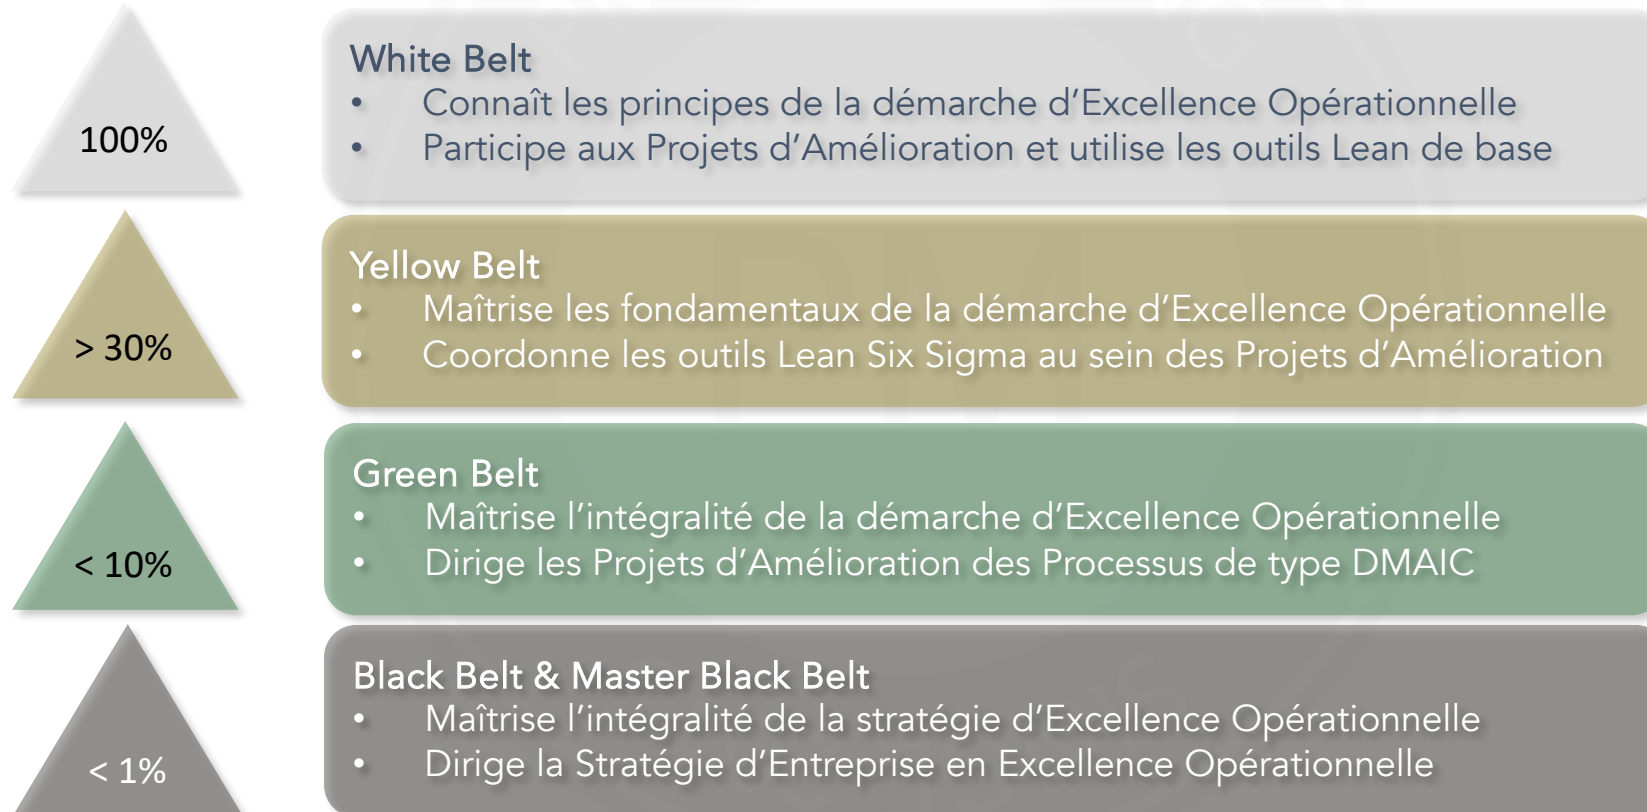 100%
White Belt
• Connaît les principes de la démarche d’Excellence Opérationnelle
• Participe aux Projets d’Amélioration et utilise les outils Lean de base
> 30%
Yellow Belt
• Maîtrise les fondamentaux de la démarche d’Excellence Opérationnelle
• Coordonne les outils Lean Six Sigma au sein des Projets d’Amélioration
< 10%
Green Belt
• Maîtrise l’intégralité de la démarche d’Excellence Opérationnelle
• Dirige les Projets d’Amélioration des Processus de type DMAIC
< 1%
Black Belt & Master Black Belt
• Maîtrise l’intégralité de la stratégie d’Excellence Opérationnelle
• Dirige la Stratégie d’Entreprise en Excellence Opérationnelle